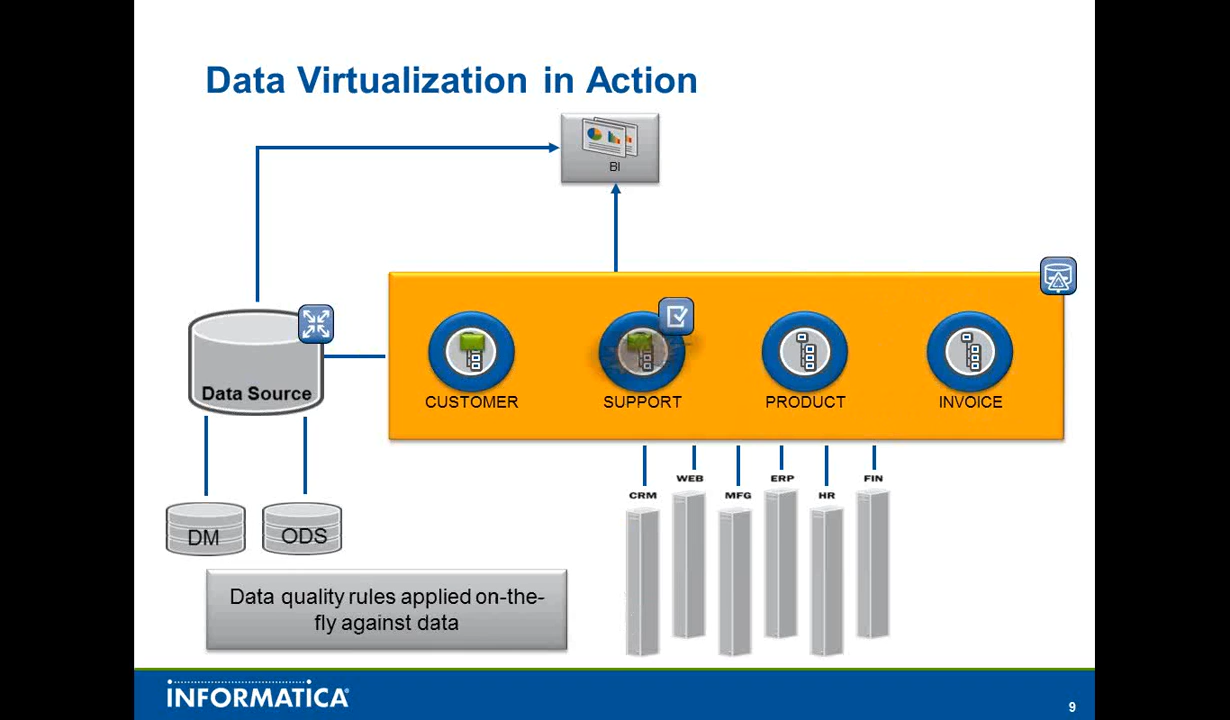 Data Virtualization in Action
BI
Data Source
CUSTOMER
SUPPORT
PRODUCT
INVOICE
CRM
WEB
MFG
ERP
HR
FIN
DM
ODS
Data quality rules applied on-the-
fly against data
INFORMATICA
9